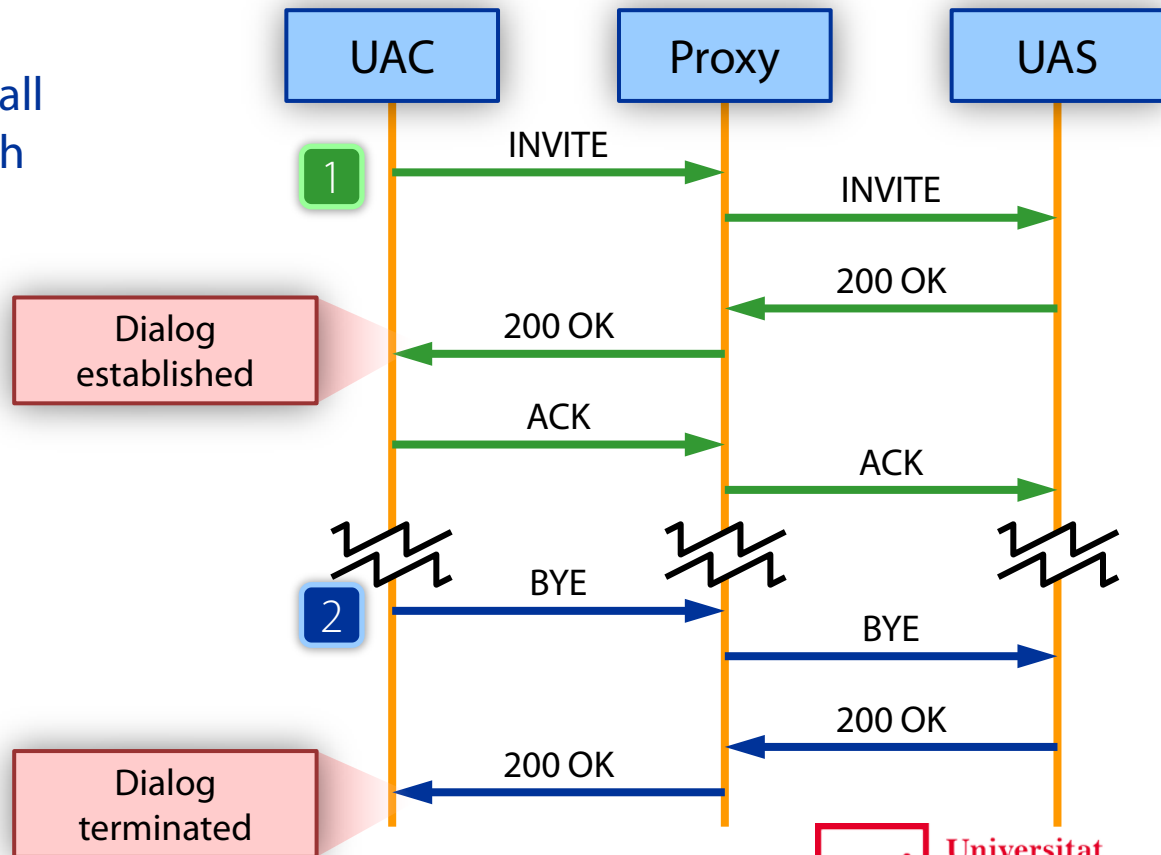 UAC
Proxy
UAS
all
h
1
INVITE
INVITE
200 OK
200 OK
Dialog
established
ACK
ACK
2
BYE
BYE
200 OK
200 OK
Dialog
terminated
Universitat